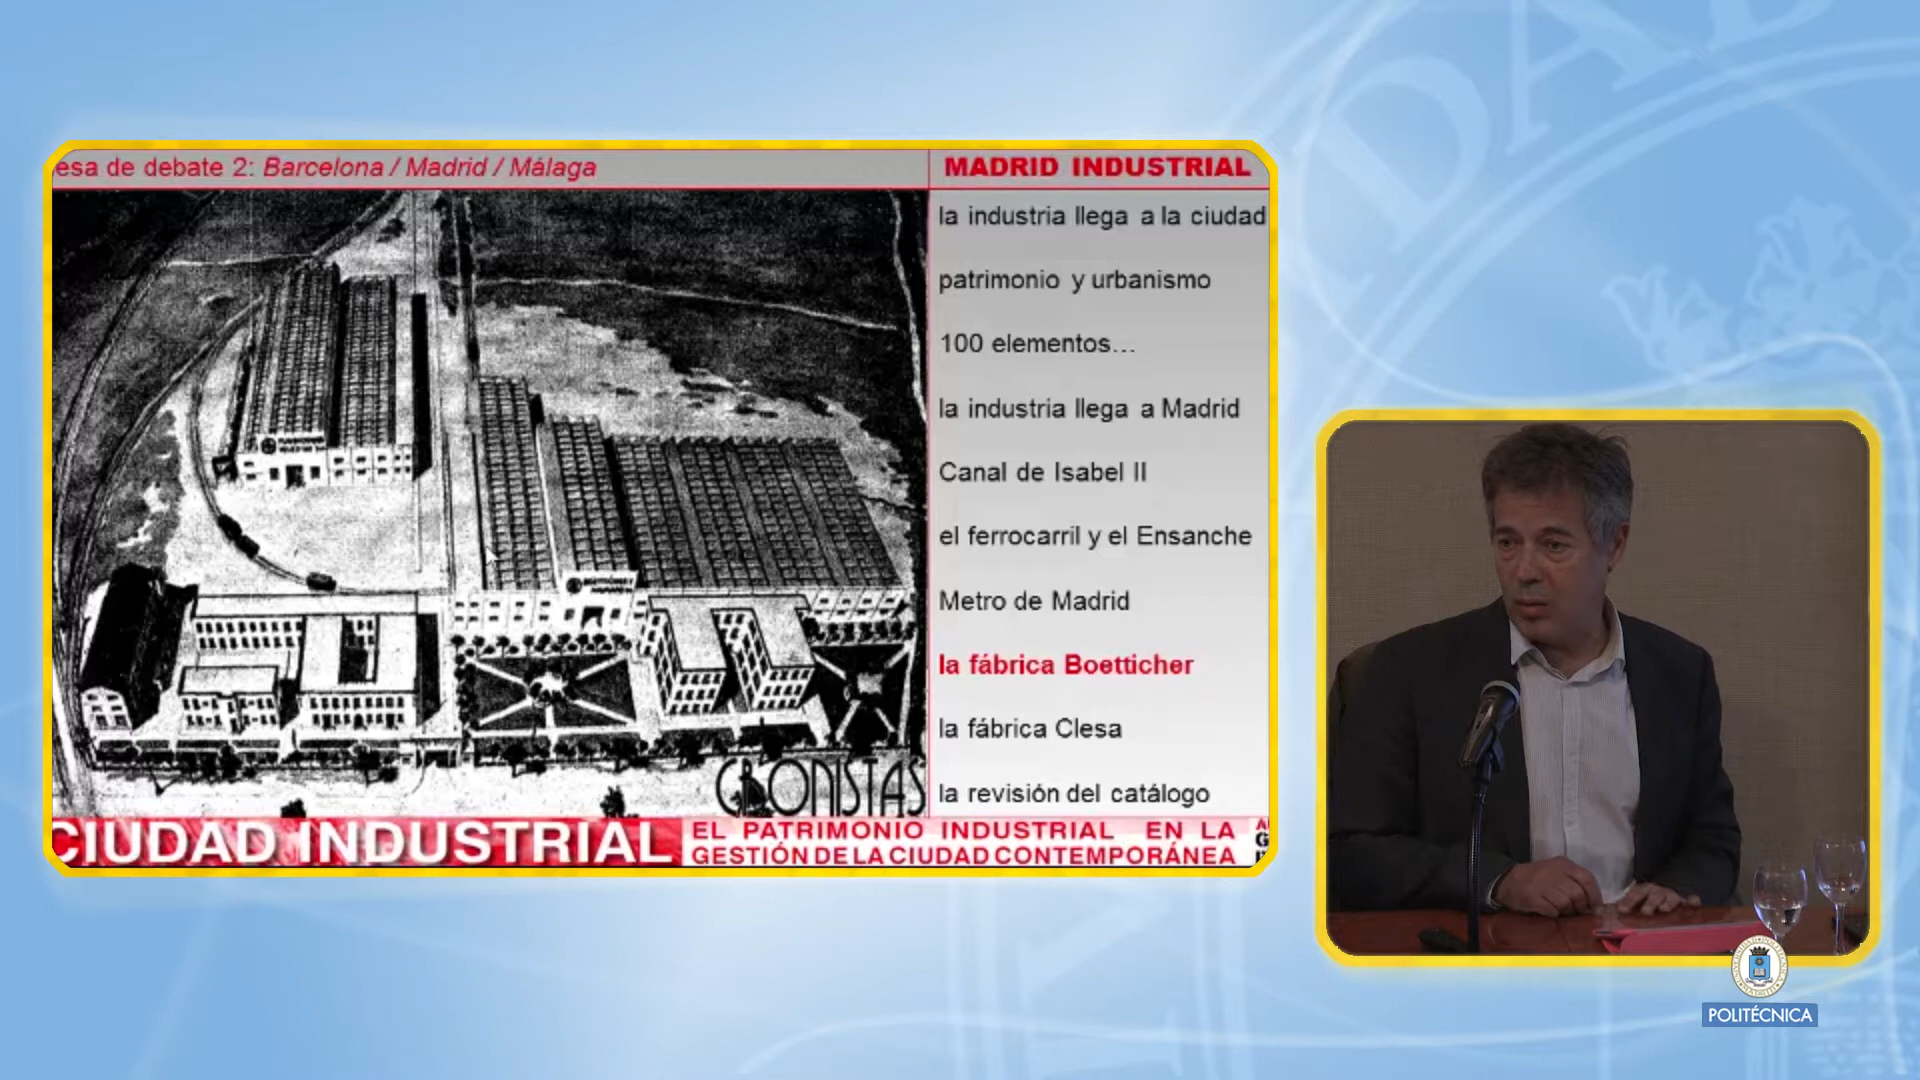 esa de debate 2: Barcelona / Madrid / Málaga
MADRID INDUSTRIAL
la industria llega a la ciudad
patrimonio y urbanismo
100 elementos...
la industria llega a Madrid
Canal de Isabel II
el ferrocarril y el Ensanche
Metro de Madrid
la fábrica Boetticher
la fábrica Clesa
la revisión del catálogo
CRONISTAS
CIUDAD INDUSTRIAL
EL PATRIMONIO INDUSTRIAL EN LA
GESTIÓN DE LA CIUDAD CONTEMPORÁNEA
POLITÉCNICA